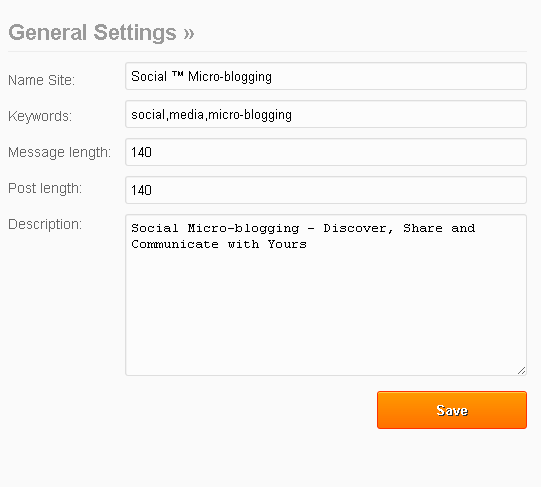 General Settings »
Name Site: Social ™ Micro-blogging
Keywords: social,media,micro-blogging
Message length: 140
Post length: 140
Description: Social Micro-blogging - Discover, Share and
Communicate with Yours
Save